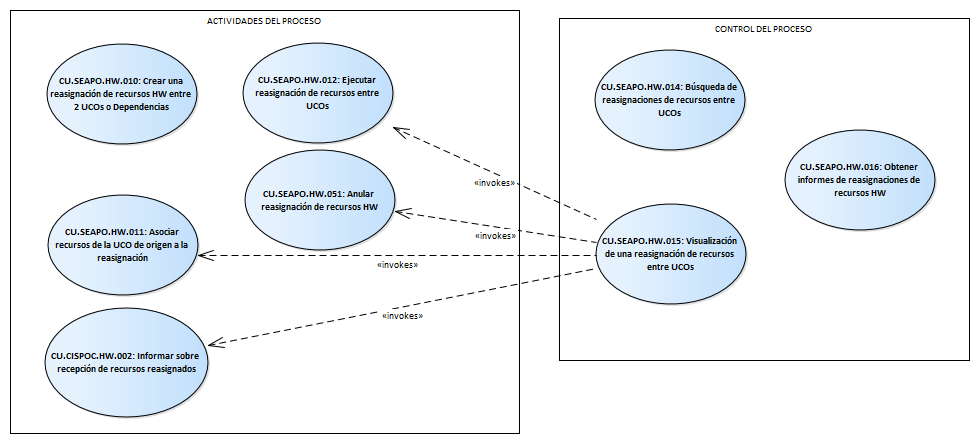 ACTIVIDADES DEL PROCESO
CU.SEAPO.HW.010: Crear una
reasignación de recursos HW entre
2 UCOs o Dependencias
CU.SEAPO.HW.012: Ejecutar
reasignación de recursos entre
UCOs
CU.SEAPO.HW.051: Anular
reasignación de recursos HW
CU.SEAPO.HW.011: Asociar
recursos de la UCO de origen a la
reasignación
CU.CISPOC.HW.002: Informar sobre
recepción de recursos reasignados
«invokes»
«invokes»
«invokes»
«invokes»
CONTROL DEL PROCESO
CU.SEAPO.HW.014: Búsqueda de
reasignaciones de recursos entre
UCOs
CU.SEAPO.HW.016: Obtener
informes de reasignaciones de
recursos HW
CU.SEAPO.HW.015: Visualización
de una reasignación de recursos
entre UCOs